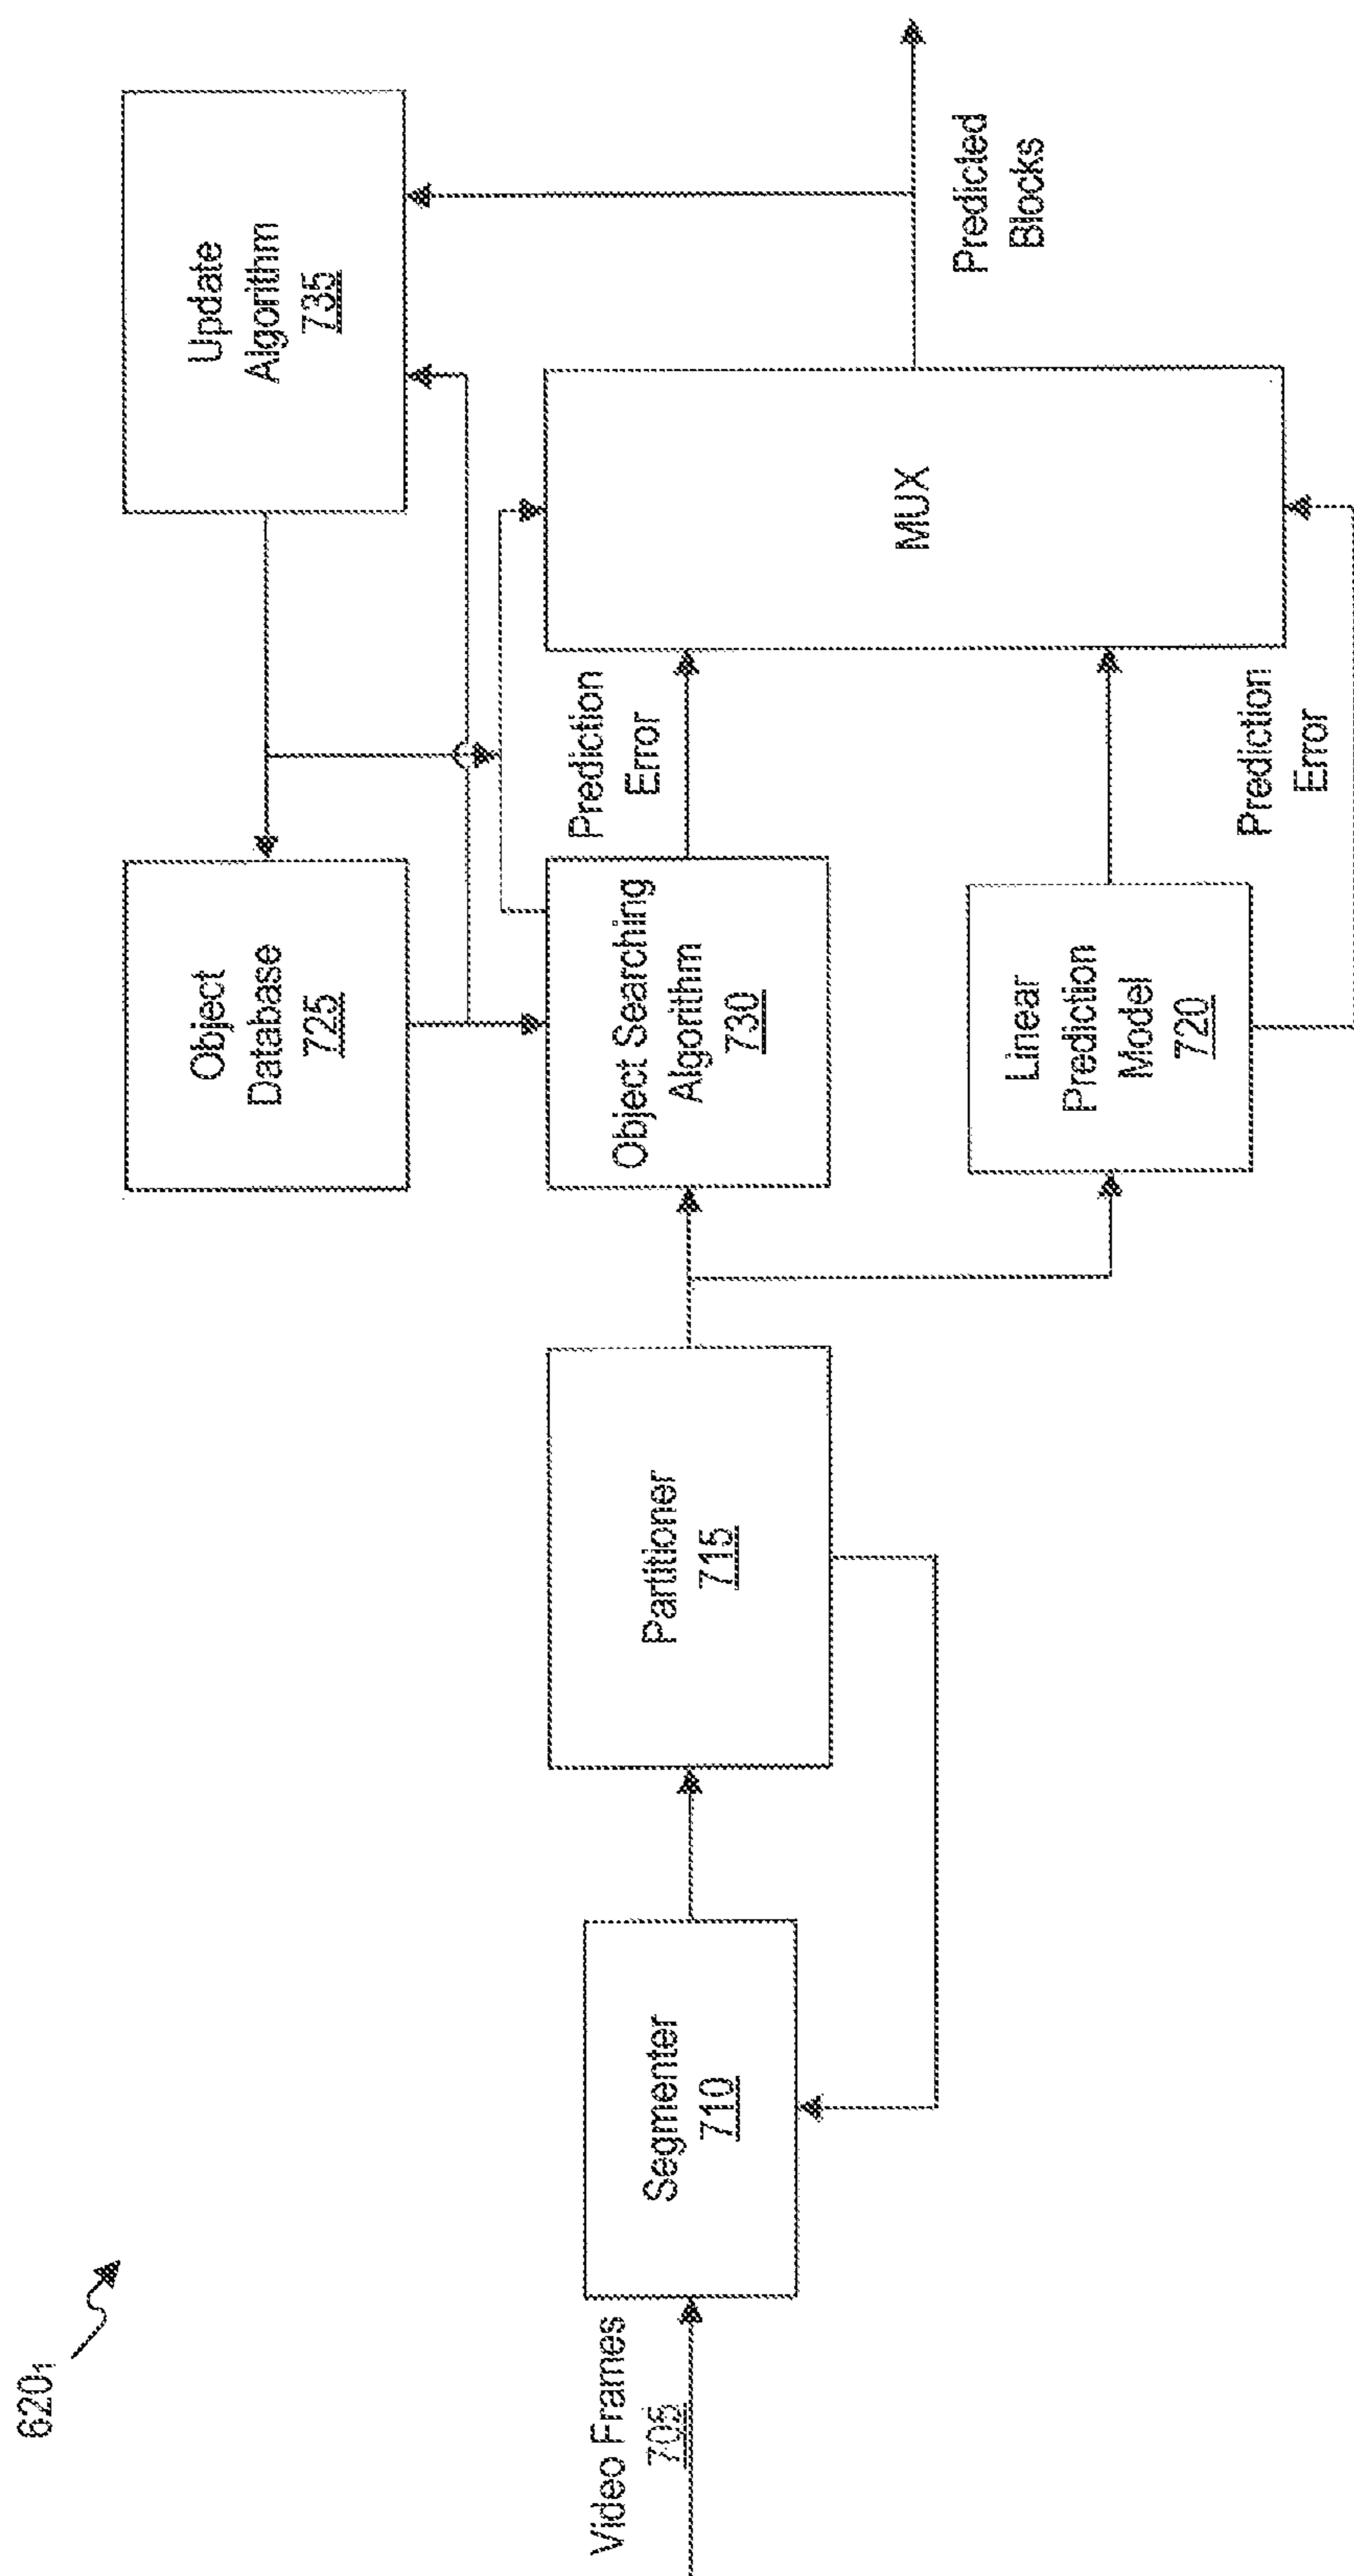 620₁
Video Frames
705
Segmenter
710
Partitioner
715
Object
Database
725
Object Searching
Algorithm
730
Linear
Prediction
Model
720
Update
Algorithm
735
Prediction
Error
Prediction
Error
MUX
Predicted
Blocks